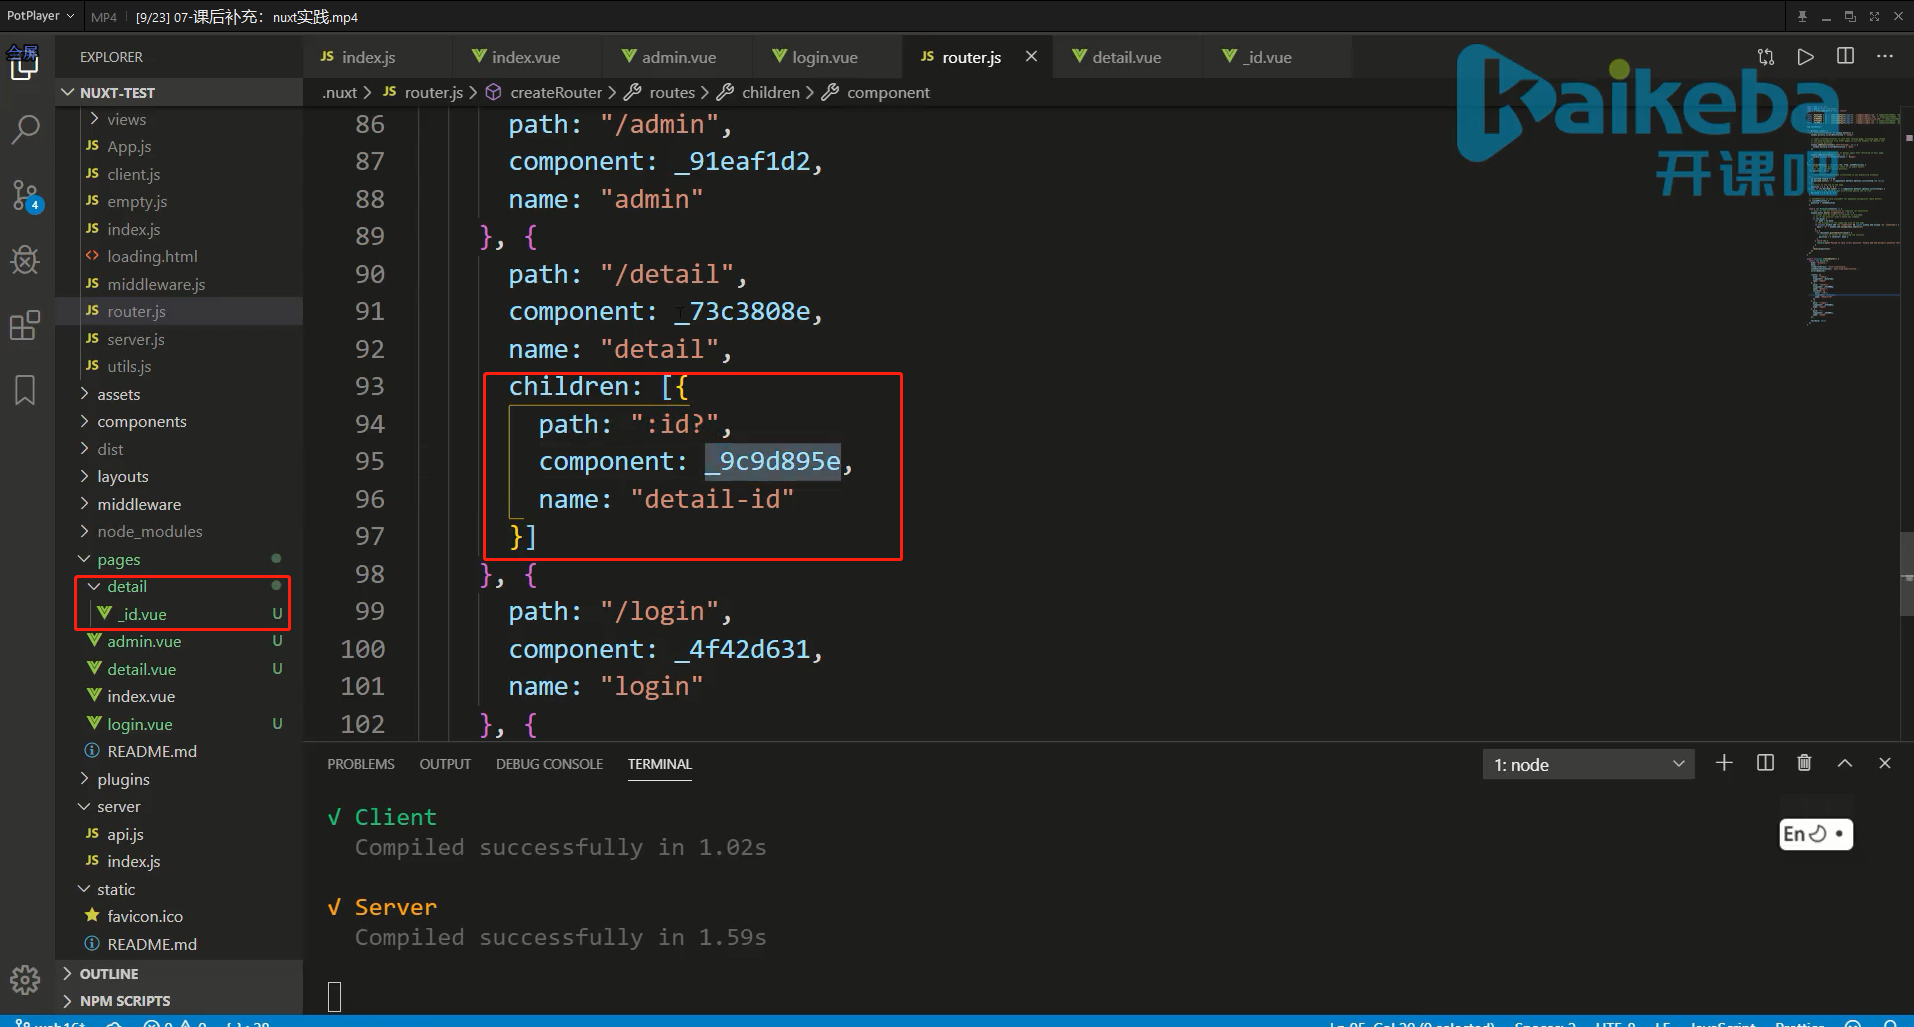 PotPlayer MP4 [9/23] 07-课后补充：nuxt实践.mp4
全屏
EXPLORER
index.js index.vue admin.vue login.vue router.js detail.vue _id.vue
NUXT-TEST
.nuxt > router.js > createRouter > routes > children > component
views
App.js
client.js
empty.js
index.js
loading.html
middleware.js
router.js
server.js
utils.js
assets
components
dist
layouts
middleware
node_modules
pages
detail
_id.vue U
admin.vue U
detail.vue U
index.vue
login.vue U
README.md
plugins
server
api.js
index.js
static
favicon.ico
README.md
OUTLINE
NPM SCRIPTS
4
86 path: "/admin",
87 component: _91eaf1d2,
88 name: "admin"
89 }, {
90 path: "/detail",
91 component: _73c3808e,
92 name: "detail",
93 children: [{
94 path: ":id?",
95 component: _9c9d895e,
96 name: "detail-id"
97 }]
98 }, {
99 path: "/login",
100 component: _4f42d631,
101 name: "login"
102 }, {
Kaikeba
开课吧
PROBLEMS OUTPUT DEBUG CONSOLE TERMINAL 1: node
√ Client
Compiled successfully in 1.02s
√ Server
Compiled successfully in 1.59s
En